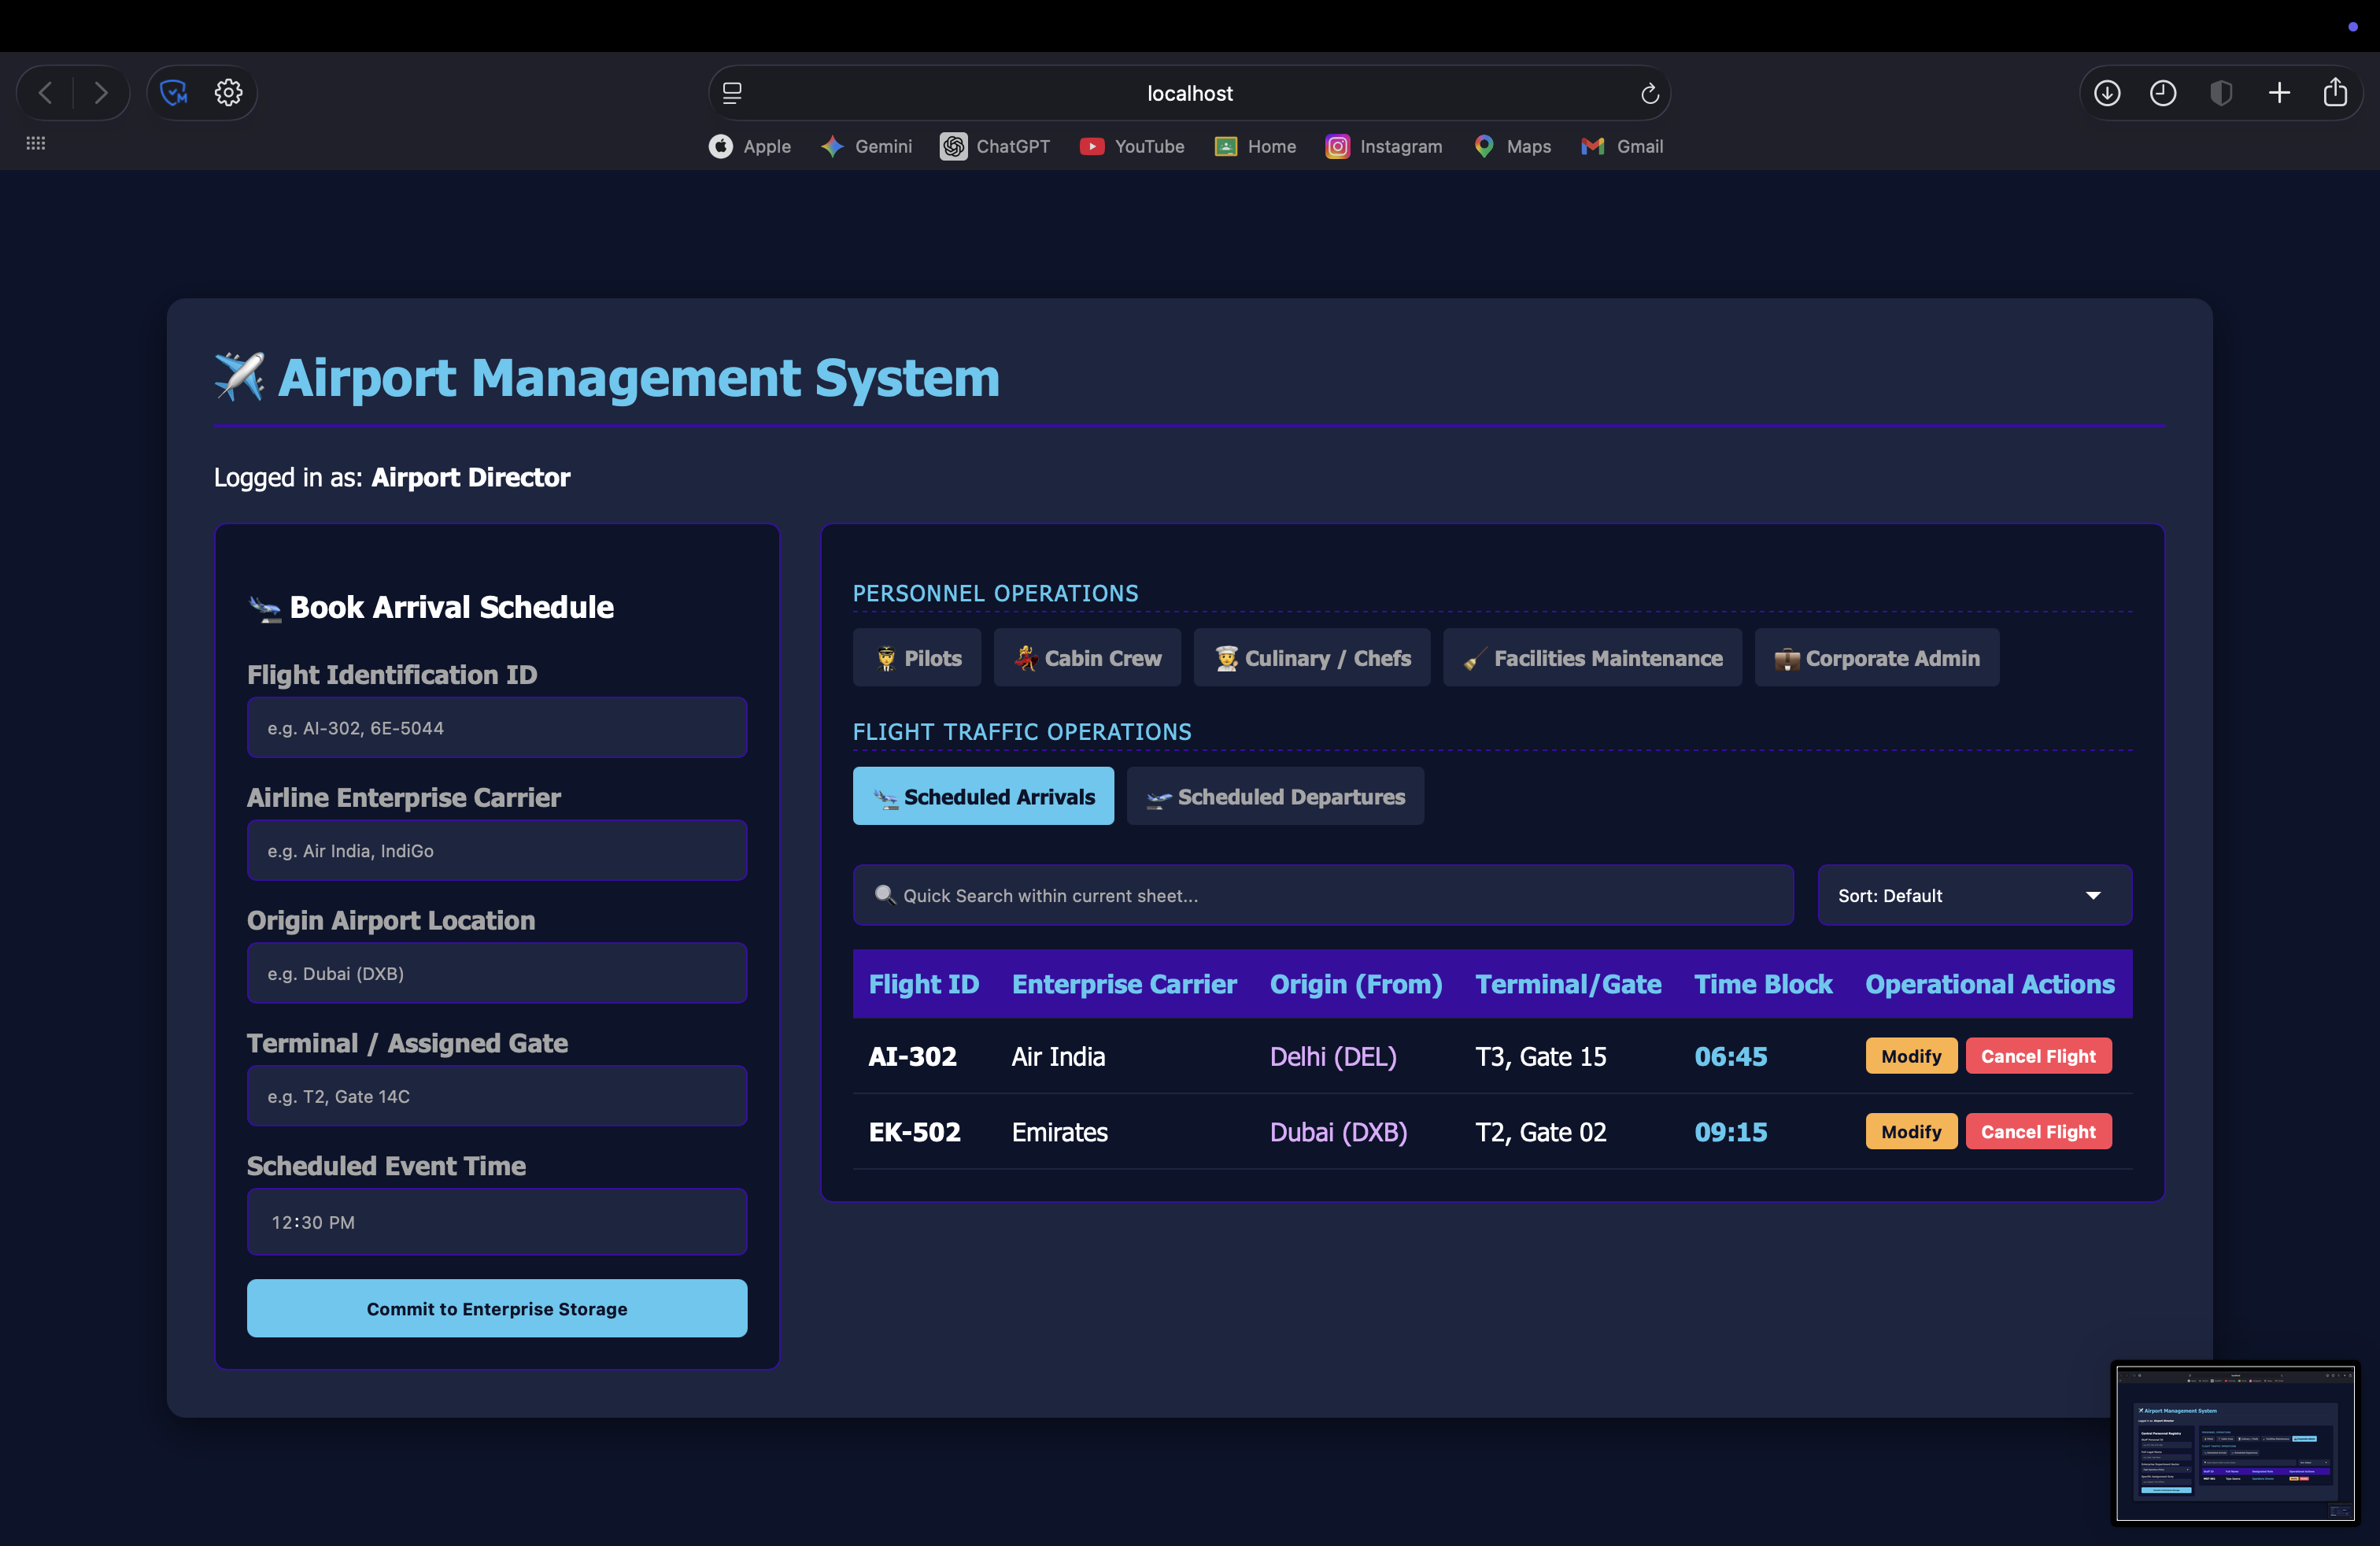 localhost
Apple
Gemini
ChatGPT
YouTube
Home
Instagram
Maps
Gmail
Airport Management System
Logged in as: Airport Director
Book Arrival Schedule
Flight Identification ID
e.g. AI-302, 6E-5044
Airline Enterprise Carrier
e.g. Air India, IndiGo
Origin Airport Location
e.g. Dubai (DXB)
Terminal / Assigned Gate
e.g. T2, Gate 14C
Scheduled Event Time
12:30 PM
Commit to Enterprise Storage
PERSONNEL OPERATIONS
Pilots
Cabin Crew
Culinary / Chefs
Facilities Maintenance
Corporate Admin
FLIGHT TRAFFIC OPERATIONS
Scheduled Arrivals
Scheduled Departures
Quick Search within current sheet...
Sort: Default
Flight ID Enterprise Carrier Origin (From) Terminal/Gate Time Block Operational Actions
AI-302 Air India Delhi (DEL) T3, Gate 15 06:45 Modify Cancel Flight
EK-502 Emirates Dubai (DXB) T2, Gate 02 09:15 Modify Cancel Flight
Airport Management System